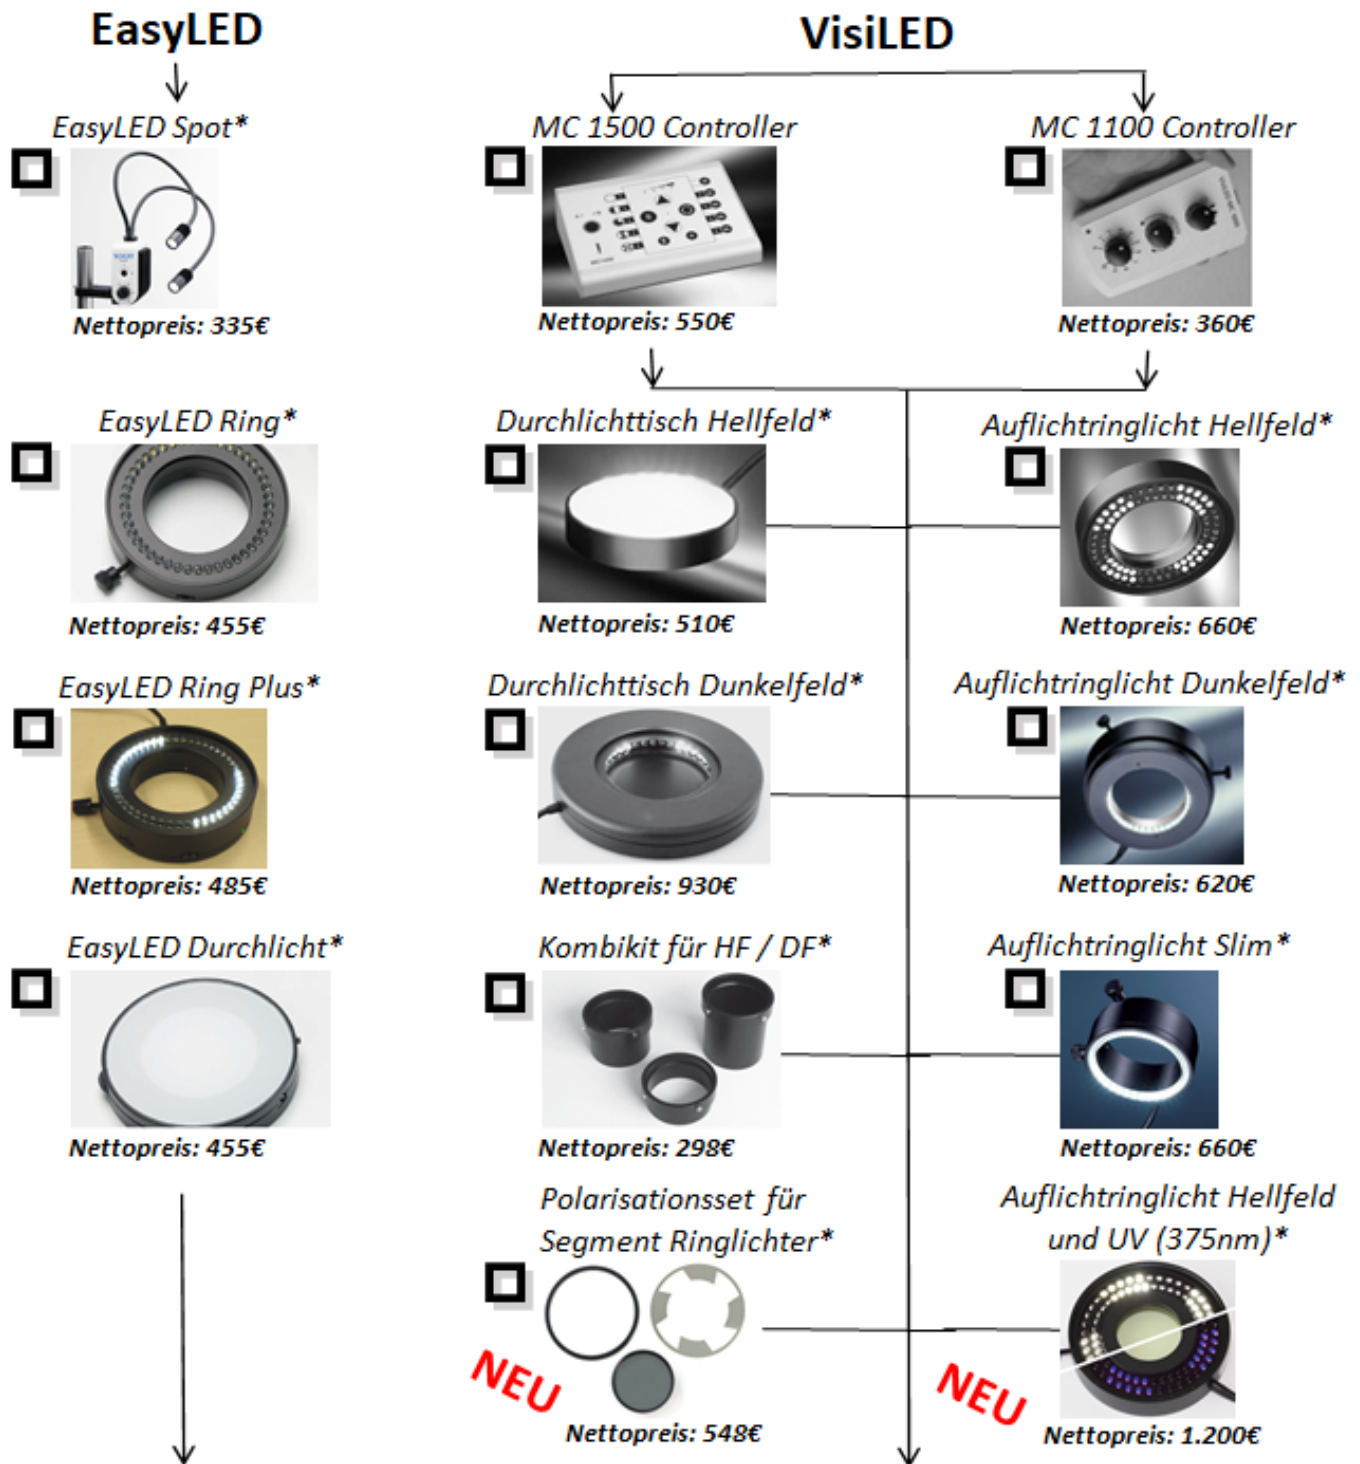 EasyLED
VisiLED
EasyLED Spot*
MC 1500 Controller
MC 1100 Controller
Nettopreis: 335€
Nettopreis: 550€
Nettopreis: 360€
EasyLED Ring*
Durchlichttisch Hellfeld*
Auflichtringlicht Hellfeld*
Nettopreis: 455€
Nettopreis: 510€
Nettopreis: 660€
EasyLED Ring Plus*
Durchlichttisch Dunkelfeld*
Auflichtringlicht Dunkelfeld*
Nettopreis: 485€
Nettopreis: 930€
Nettopreis: 620€
EasyLED Durchlicht*
Kombikit für HF / DF*
Auflichtringlicht Slim*
Nettopreis: 455€
Nettopreis: 298€
Nettopreis: 660€
Polarisationsset für
Segment Ringlichter*
Auflichtringlicht Hellfeld
und UV (375nm)*
NEU
NEU
Nettopreis: 548€
Nettopreis: 1.200€